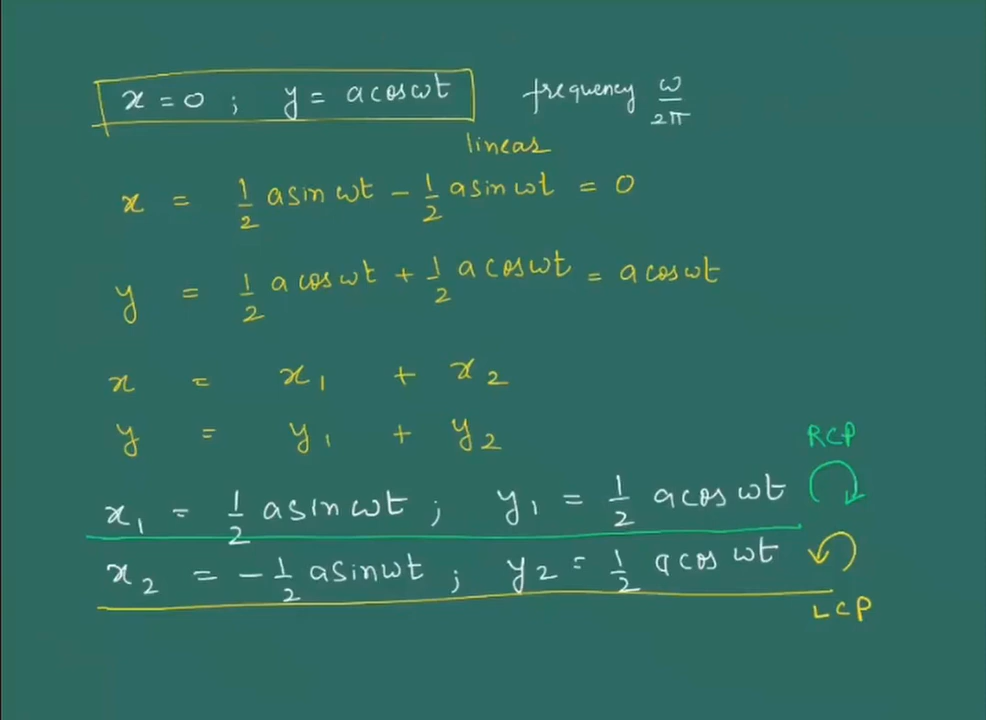 x = 0 ; y = a cos ωt frequency ω/2π
linear
x = 1/2 a sin ωt - 1/2 a sin ωt = 0
y = 1/2 a cos ωt + 1/2 a cos ωt = a cos ωt
x = x₁ + x₂
y = y₁ + y₂
RCP
x₁ = 1/2 a sin ωt ; y₁ = 1/2 a cos ωt
x₂ = - 1/2 a sin ωt ; y₂ = 1/2 a cos ωt
LCP